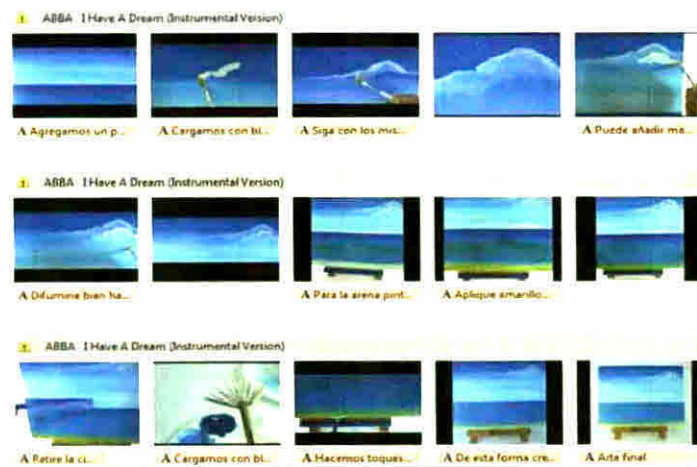 ABBA I Have A Dream (Instrumental Version)
A Agregamos un p...
A Cargamos con bl...
A Siga con los mis...
A Puede añadir ma...
ABBA I Have A Dream (Instrumental Version)
A Difumine bien ha...
A Para la arena pint...
A Aplique amarillo...
ABBA I Have A Dream (Instrumental Version)
A Retire la ci...
A Cargamos con bl...
A Hacemos toques...
A De esta forma cre...
A Arte final